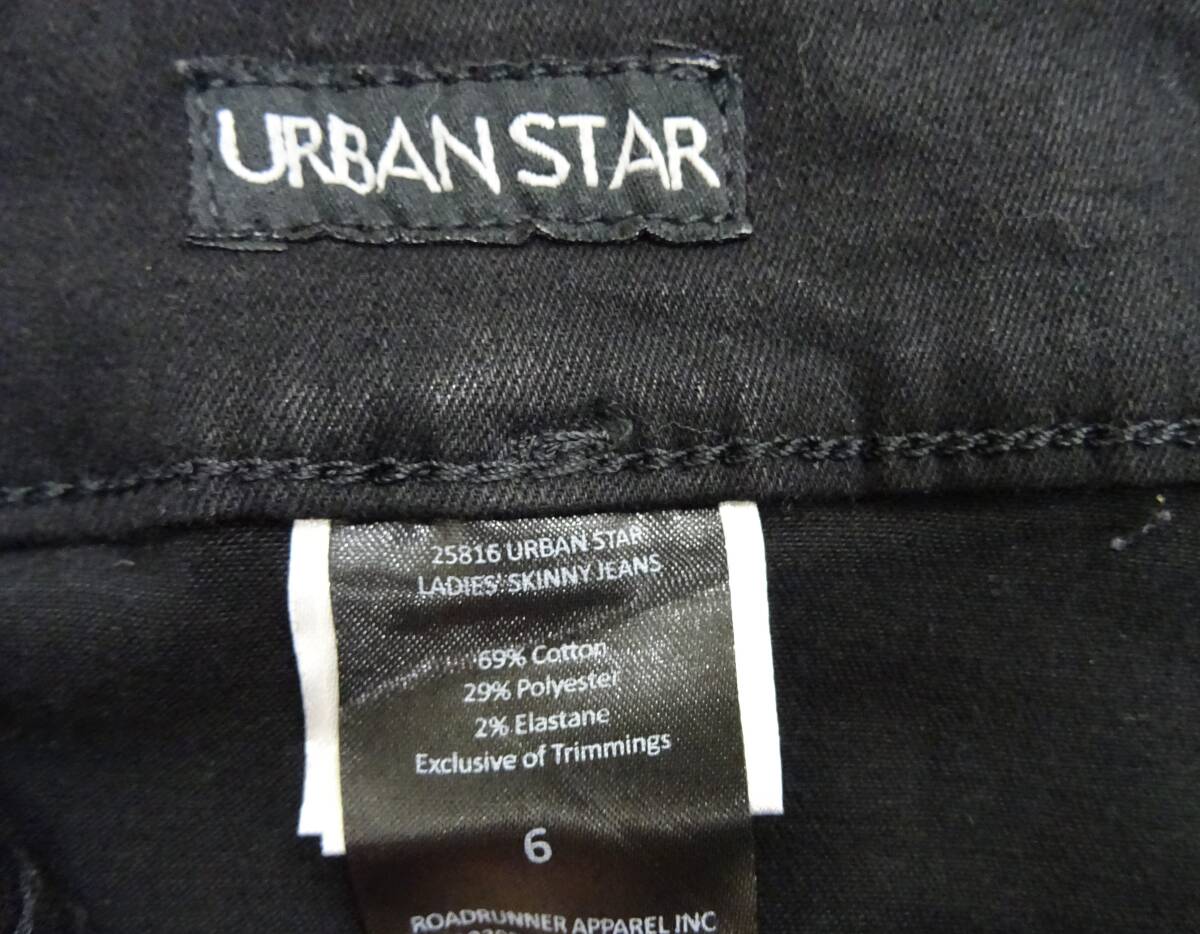 URBAN STAR
25816 URBAN STAR
LADIES' SKINNY JEANS
69% Cotton
29% Polyester
2% Elastane
Exclusive of Trimmings
6
ROADRUNNER APPAREL INC